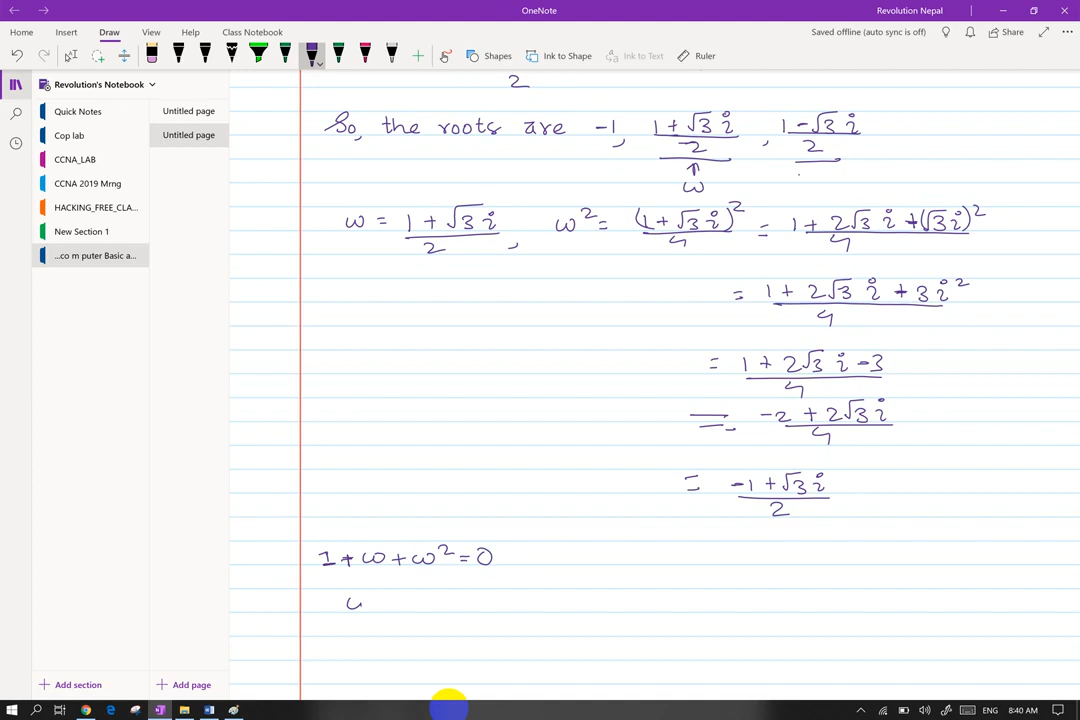 OneNote
Revolution Nepal
Home Insert Draw View Help Class Notebook
Saved offline (auto sync is off) Share
Shapes Ink to Shape Ink to Text Ruler
Revolution's Notebook
Quick Notes Untitled page
Cop lab Untitled page
CCNA_LAB
CCNA 2019 Mrng
HACKING_FREE_CLA...
New Section 1
...co m puter Basic a...
2
So, the roots are -1, (1+√3 i)/2, (1-√3 i)/2
↑
ω
ω = (1+√3 i)/2, ω² = (1+√3 i)²/4 = (1+2√3 i +(√3 i)²)/4
= (1+2√3 i + 3i²)/4
= (1+2√3 i -3)/4
= (-2+2√3 i)/4
= (-1+√3 i)/2
1+ω+ω²=0
Add section Add page
ENG 8:40 AM